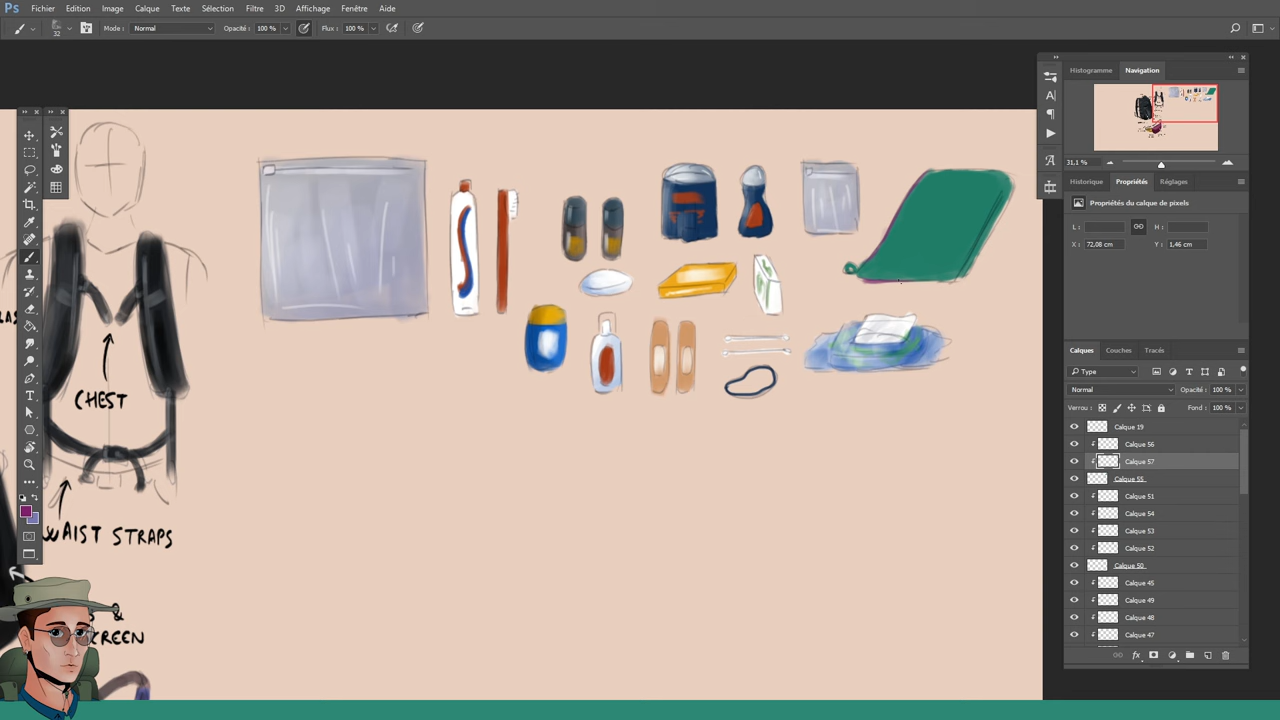 Ps Fichier Edition Image Calque Texte Sélection Filtre 3D Affichage Fenêtre Aide
32 Mode : Normal Opacité : 100 % Flux : 100 %
Histogramme Navigation
31,1 %
Historique Propriétés Réglages
Propriétés du calque de pixels
L : H :
X : 72,08 cm Y : 1,46 cm
Calques Couches Tracés
Type
Normal Opacité : 100 %
Verrou : Fond : 100 %
Calque 19
Calque 56
Calque 57
Calque 55
Calque 51
Calque 54
Calque 53
Calque 52
Calque 50
Calque 45
Calque 49
Calque 48
Calque 47
CHEST
WAIST STRAPS
&